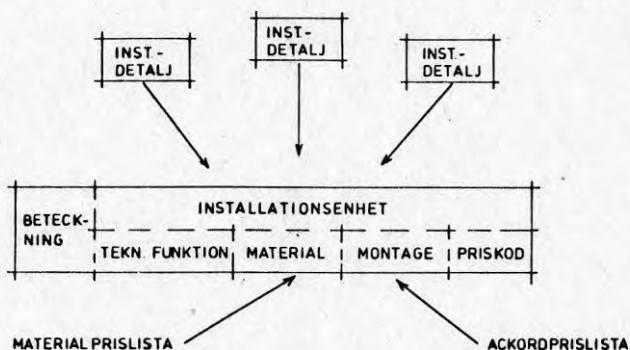 INST.-
DETALJ
INST.-
DETALJ
INST.-
DETALJ
BETECK-
NING
INSTALLATIONSENHET
TEKN. FUNKTION
MATERIAL
MONTAGE
PRISKOD
MATERIALPRISLISTA
ACKORDPRISLISTA